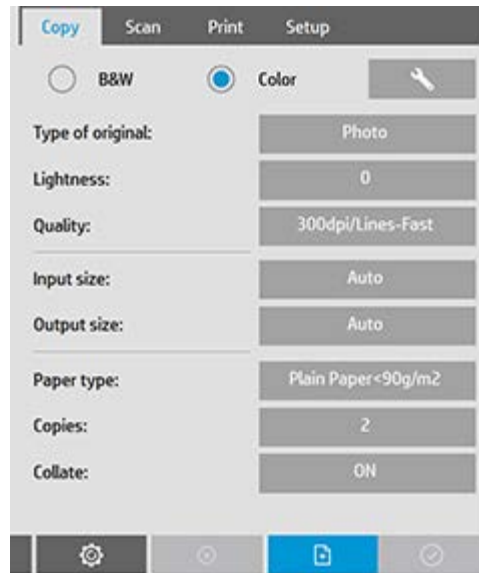 Copy Scan Print Setup
B&W Color
Type of original: Photo
Lightness: 0
Quality: 300dpi/Lines-Fast
Input size: Auto
Output size: Auto
Paper type: Plain Paper<90g/m2
Copies: 2
Collate: ON